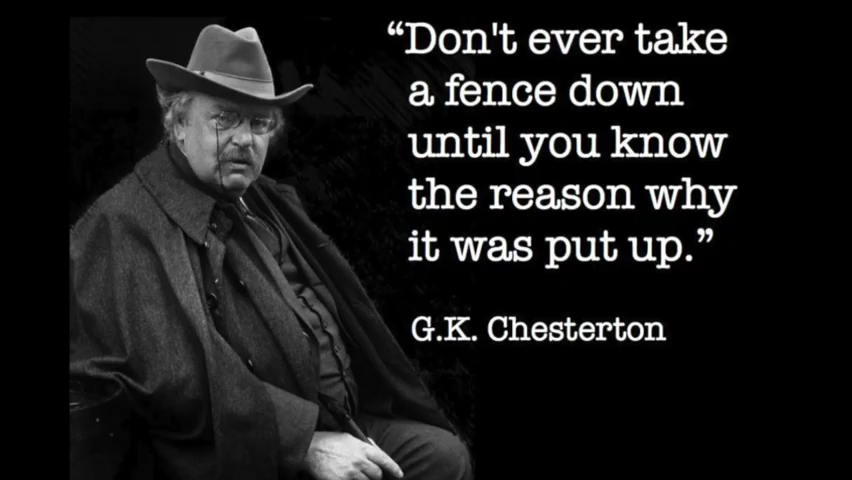 “Don't ever take
a fence down
until you know
the reason why
it was put up.”
G.K. Chesterton